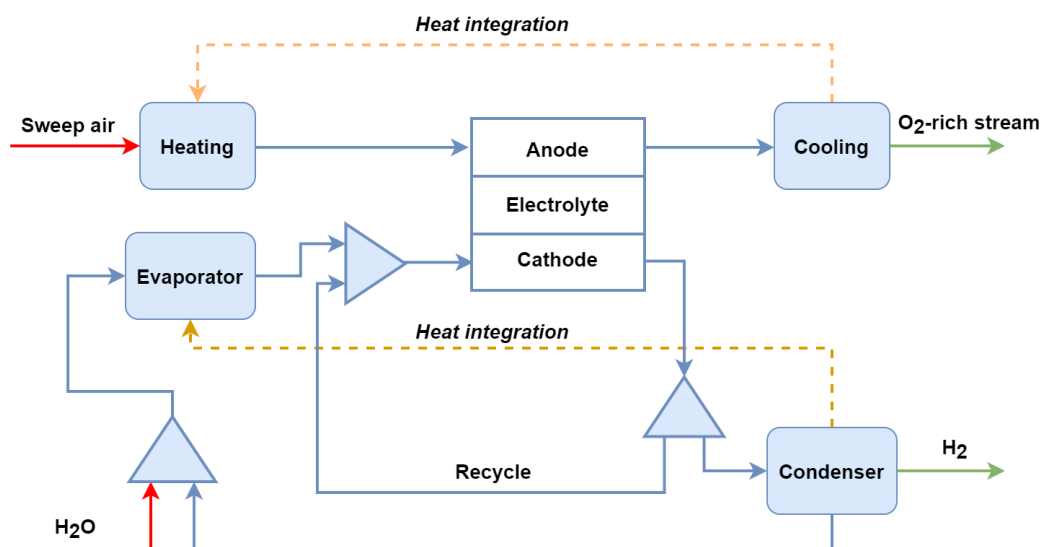 Heat integration
Sweep air
Heating
Anode
Cooling
O2-rich stream
Electrolyte
Evaporator
Cathode
Heat integration
Recycle
Condenser
H2
H2O